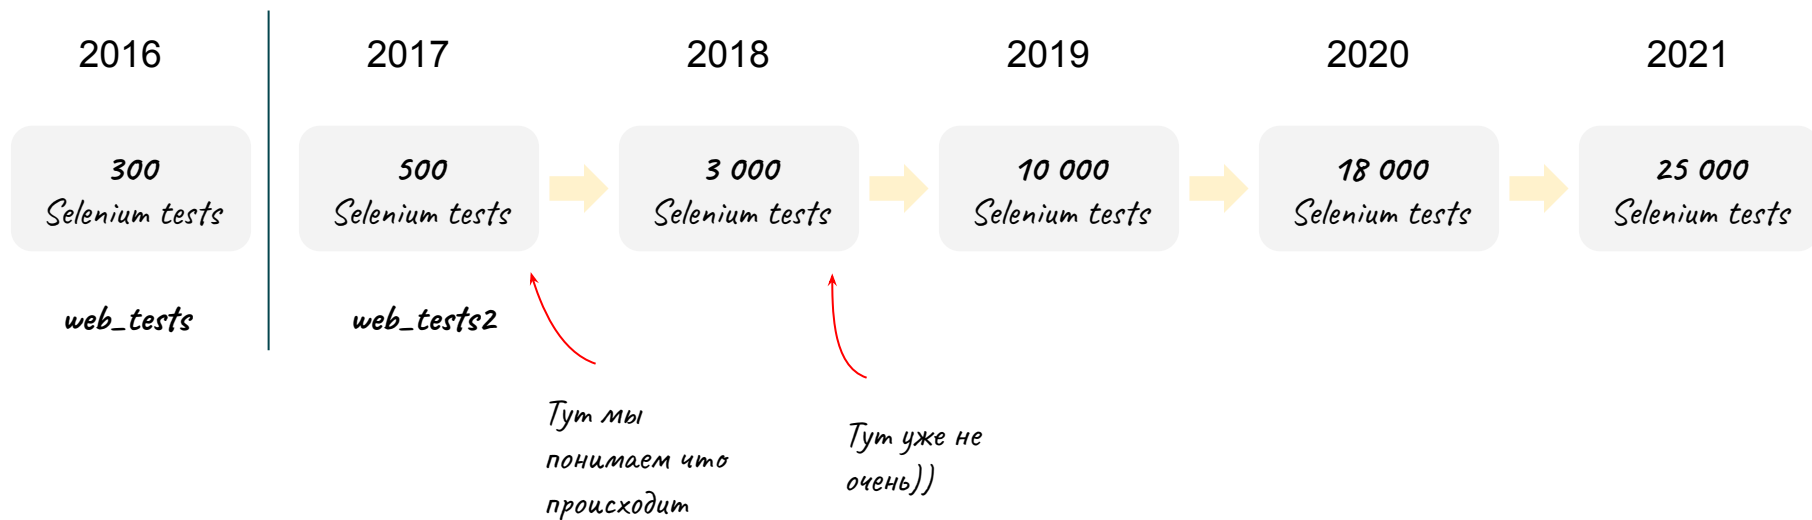 2016
2017
2018
2019
2020
2021
300
Selenium tests
500
Selenium tests
3 000
Selenium tests
10 000
Selenium tests
18 000
Selenium tests
25 000
Selenium tests
web_tests
web_tests2
Тут мы
понимаем что
происходит
Тут уже не
очень))